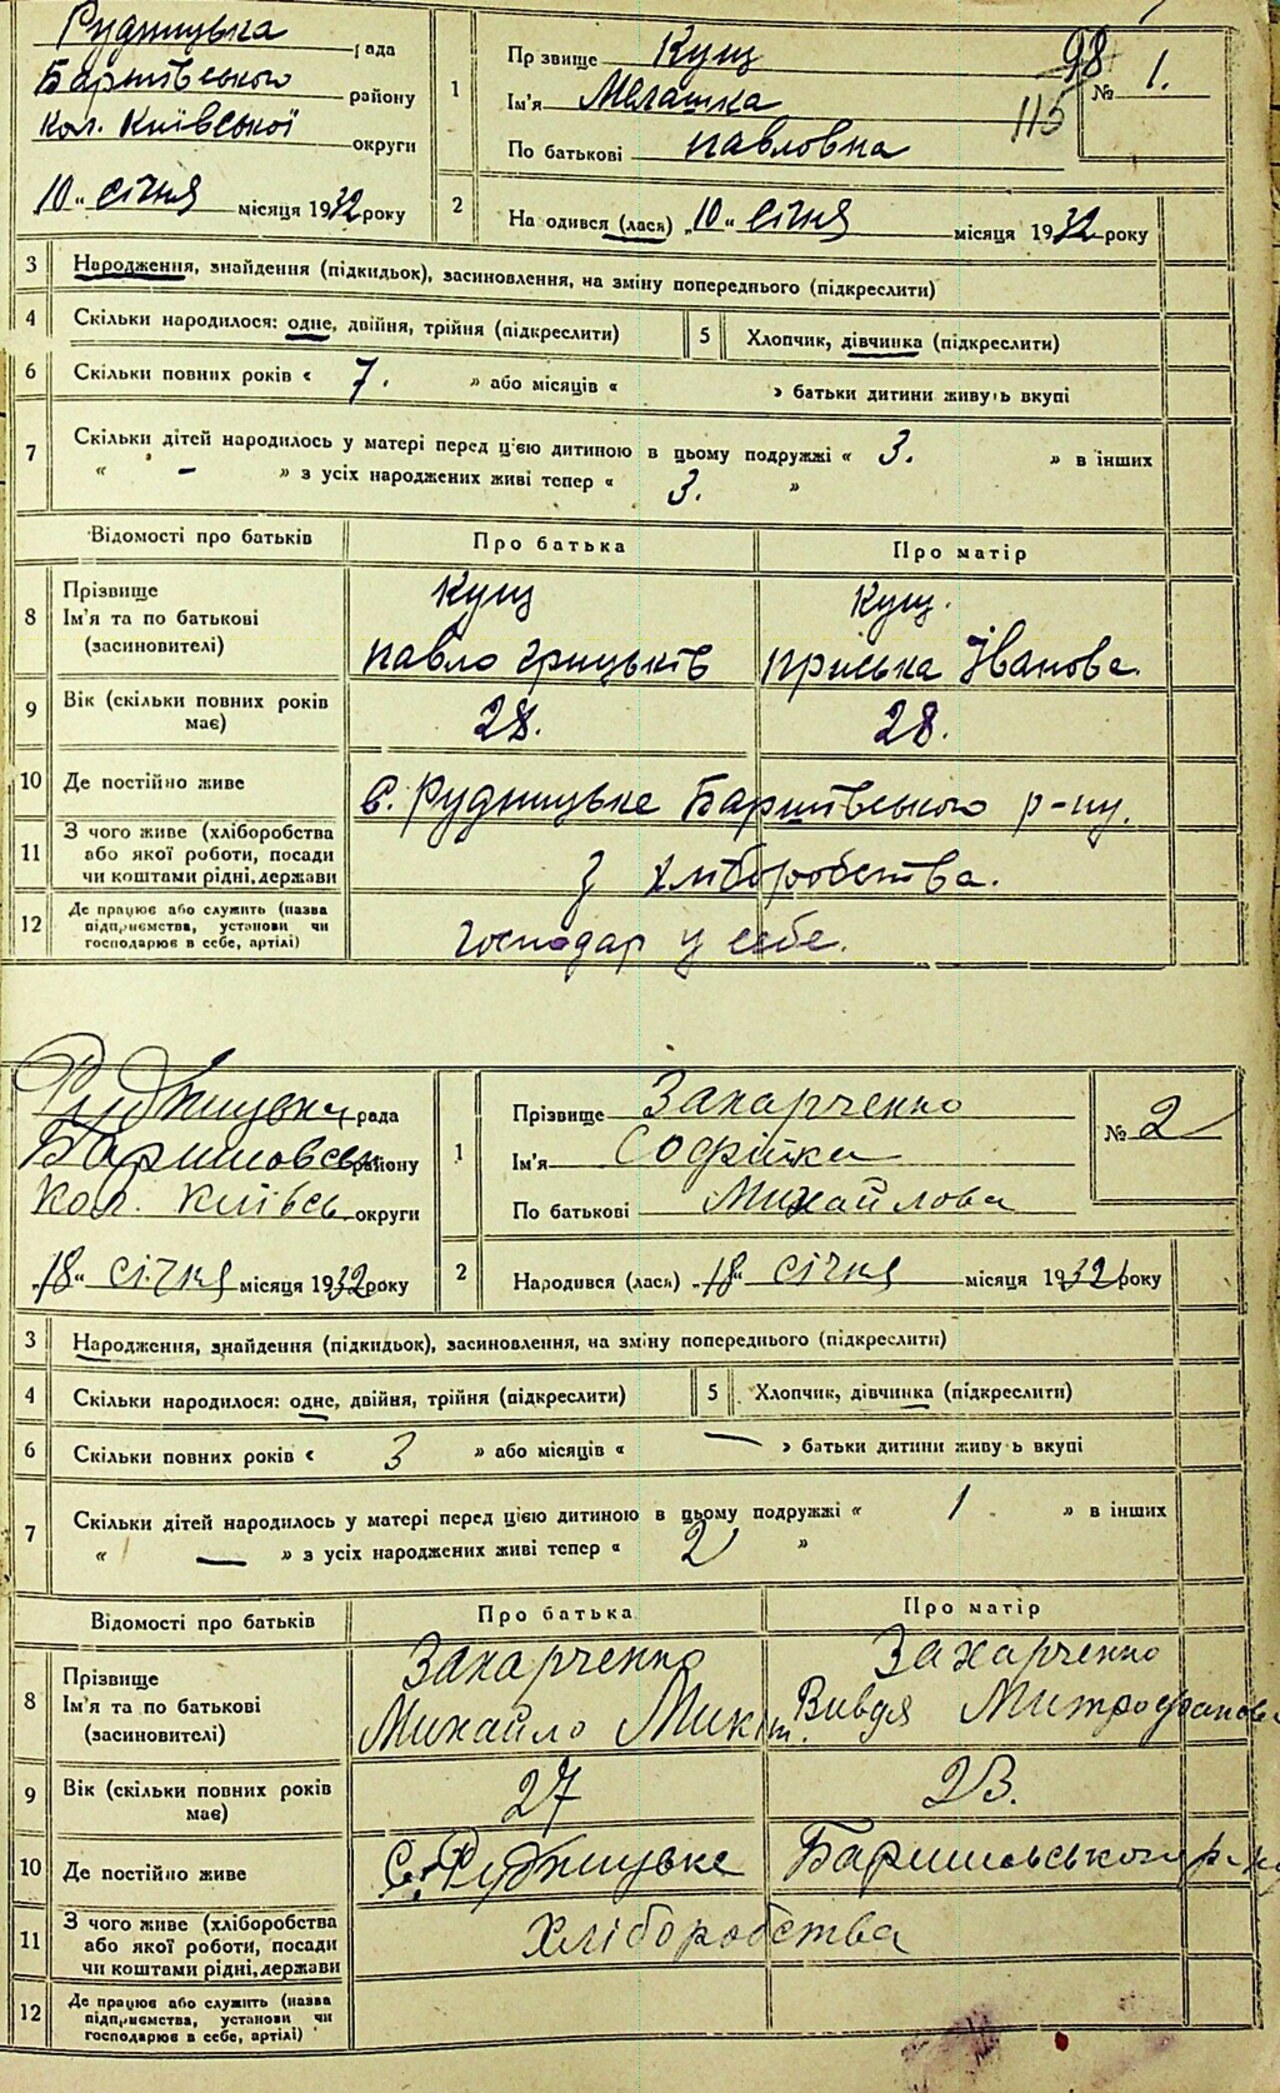 Рудницька рада
Баришівського району
кол. Київської округи
10 " січня місяця 1932 року
1 Прізвище Кущ
Ім'я Мелашка
По батькові Павловна
98
115
№ 1.
2 Народився (лася) „ 10 " січня місяця 1932 року
3 Народження, знайдення (підкидьок), засиновлення, на зміну попереднього (підкреслити)
4 Скільки народилося: одне, двійня, трійня (підкреслити) 5 Хлопчик, дівчинка (підкреслити)
6 Скільки повних років « 7. » або місяців « » батьки дитини живуть вкупі
7 Скільки дітей народилось у матері перед цією дитиною в цьому подружжі « 3. » в інших
« - » з усіх народжених живі тепер « 3. »
Відомості про батьків Про батька Про матір
8 Прізвище Ім'я та по батькові (засиновителі)
Кущ Кущ.
Павло Грицьків Пріська Іванова
9 Вік (скільки повних років має) 28. 28.
10 Де постійно живе с. Рудницьке Баришівського р-ну.
11 З чого живе (хліборобства або якої роботи, посади чи коштами рідні, держави
З хліборобства.
12 Де працює або служить (назва підприємства, установи чи господарює в себе, артілі)
Господар у себе.
Рудницька рада
Баришовськ району
кол. Київсь округи
„ 18 " січня місяця 1932 року
1 Прізвище Захарченко
Ім'я Софійка
По батькові Михайлова
№ 2
2 Народився (лася) „ 18 " січня місяця 1932 року
3 Народження, знайдення (підкидьок), засиновлення, на зміну попереднього (підкреслити)
4 Скільки народилося: одне, двійня, трійня (підкреслити) 5 Хлопчик, дівчинка (підкреслити)
6 Скільки повних років « 3 » або місяців « — » батьки дитини живуть вкупі
7 Скільки дітей народилось у матері перед цією дитиною в цьому подружжі « 1 » в інших
« — » з усіх народжених живі тепер « 2 »
Відомості про батьків Про батька Про матір
8 Прізвище Ім'я та по батькові (засиновителі)
Захарченко Захарченко
Михайло Микит. Вивдя Митрофанова
9 Вік (скільки повних років має) 27 23.
10 Де постійно живе С. Рудницьке Баришовського р-ну
11 З чого живе (хліборобства або якої роботи, посади чи коштами рідні, держави
Хліборобства
12 Де працює або служить (назва підприємства, установи чи господарює в себе, артілі)